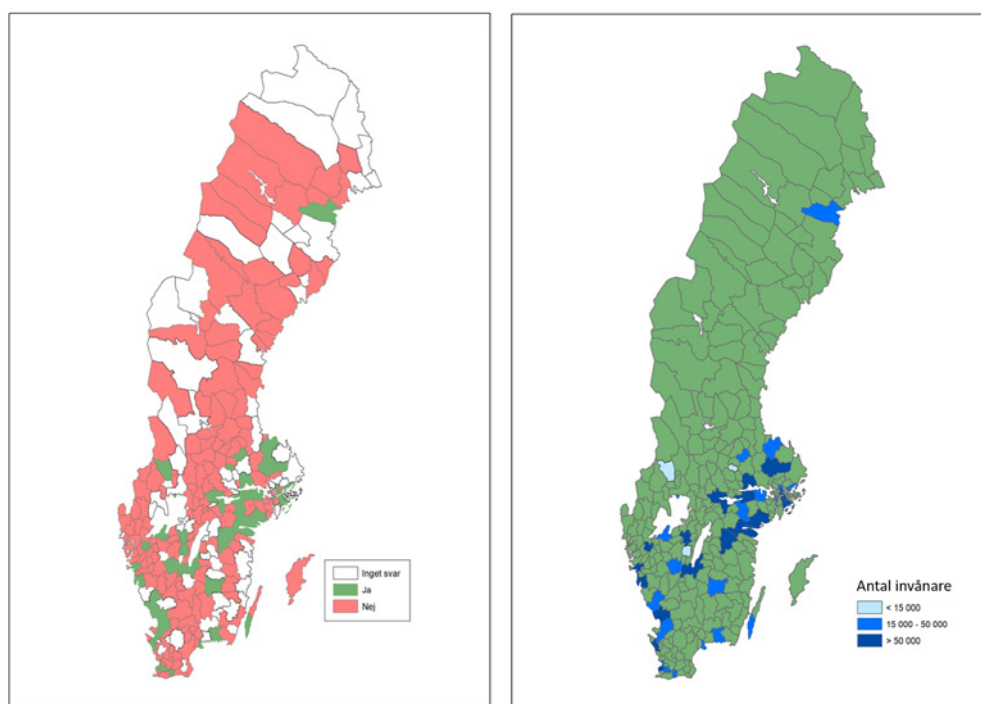 Inget svar
Ja
Nej
Antal invånare
< 15 000
15 000 - 50 000
> 50 000